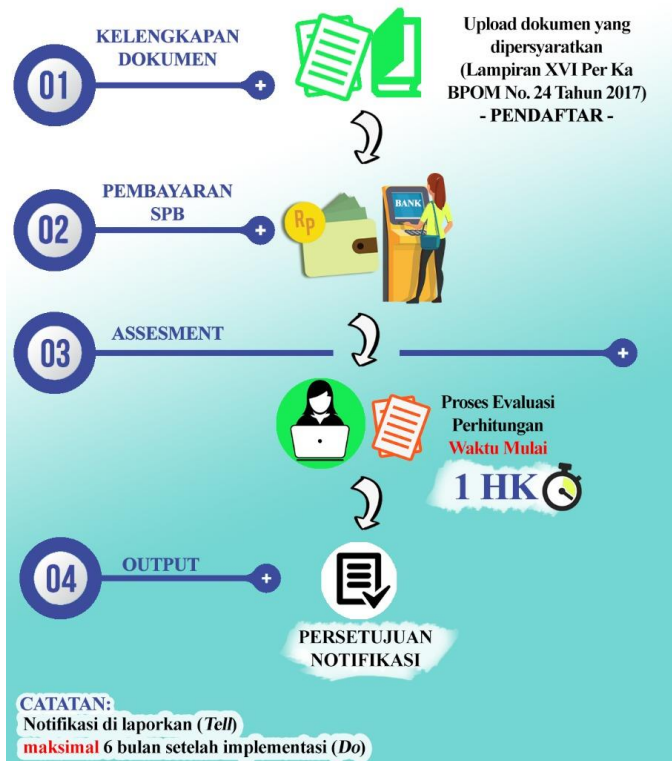 01
KELENGKAPAN
DOKUMEN
Upload dokumen yang
dipersyaratkan
(Lampiran XVI Per Ka
BPOM No. 24 Tahun 2017)
- PENDAFTAR -
02
PEMBAYARAN
SPB
Rp
BANK
03
ASSESMENT
Proses Evaluasi
Perhitungan
Waktu Mulai
1 HK
04
OUTPUT
PERSETUJUAN
NOTIFIKASI
CATATAN:
Notifikasi di laporkan (Tell)
maksimal 6 bulan setelah implementasi (Do)